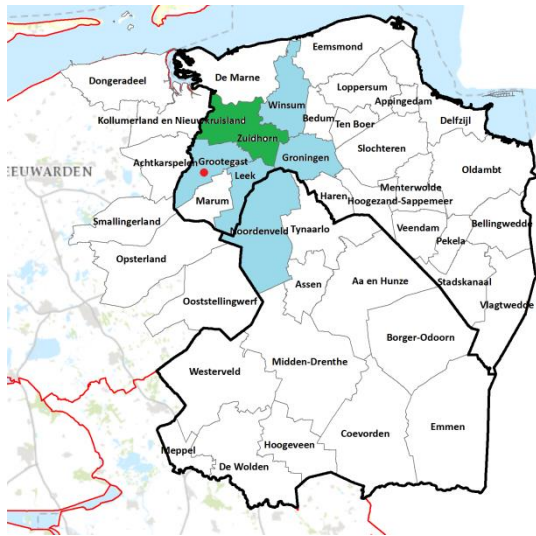 Eemsmond
De Marne
Dongeradeel
Loppersum
Appingedam
Winsum
Kollumerland en Nieuwkruisland
Bedum
Ten Boer
Delfzijl
Zuidhorn
Slochteren
Achtkarspelen
Grootegast
Groningen
EEUWARDEN
Leek
Oldambt
Menterwolde
Marum
Haren
Hoogezand-Sappemeer
Smallingerland
Noordenveld
Tynaarlo
Veendam
Bellingwedde
Pekela
Opsterland
Assen
Aa en Hunze
Stadskanaal
Ooststellingwerf
Vlagtwedde
Borger-Odoorn
Midden-Drenthe
Westerveld
Emmen
Coevorden
Meppel
Hoogeveen
De Wolden